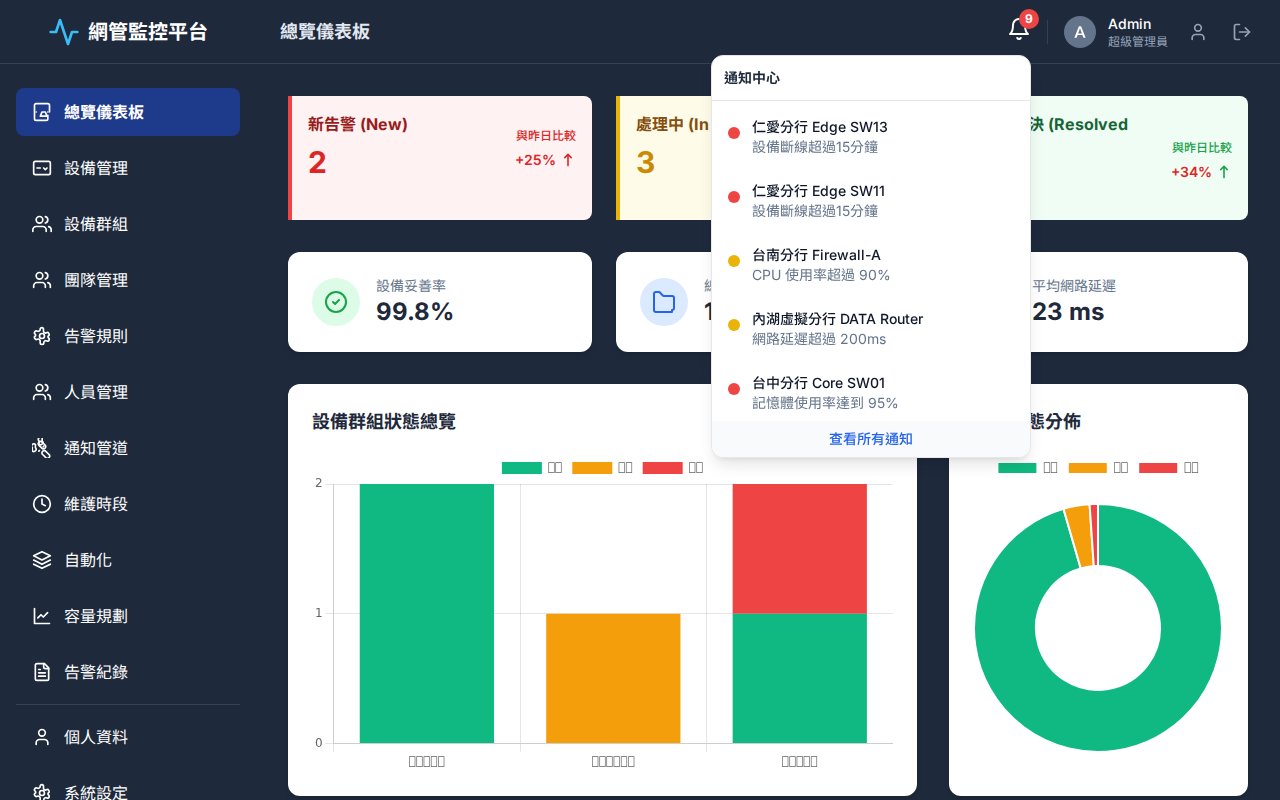 網管監控平台
總覽儀表板
9
A
Admin
超級管理員
總覽儀表板
設備管理
設備群組
團隊管理
告警規則
人員管理
通知管道
維護時段
自動化
容量規劃
告警紀錄
個人資料
系統設定
新告警 (New)
2
與昨日比較
+25%
處理中 (In
3
決 (Resolved
與昨日比較
+34%
通知中心
仁愛分行 Edge SW13
設備斷線超過15分鐘
仁愛分行 Edge SW11
設備斷線超過15分鐘
台南分行 Firewall-A
CPU 使用率超過 90%
內湖虛擬分行 DATA Router
網路延遲超過 200ms
台中分行 Core SW01
記憶體使用率達到 95%
查看所有通知
設備妥善率
99.8%
平均網路延遲
23 ms
設備群組狀態總覽
2
1
0
態分佈